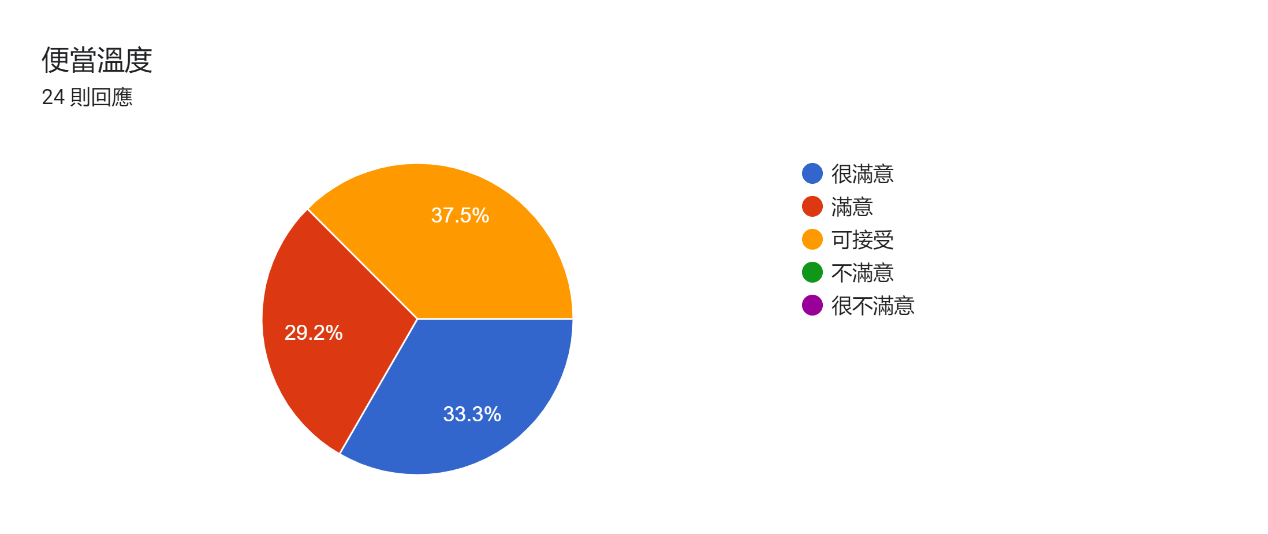 便當溫度
24 則回應
37.5%
29.2%
33.3%
很滿意
滿意
可接受
不滿意
很不滿意